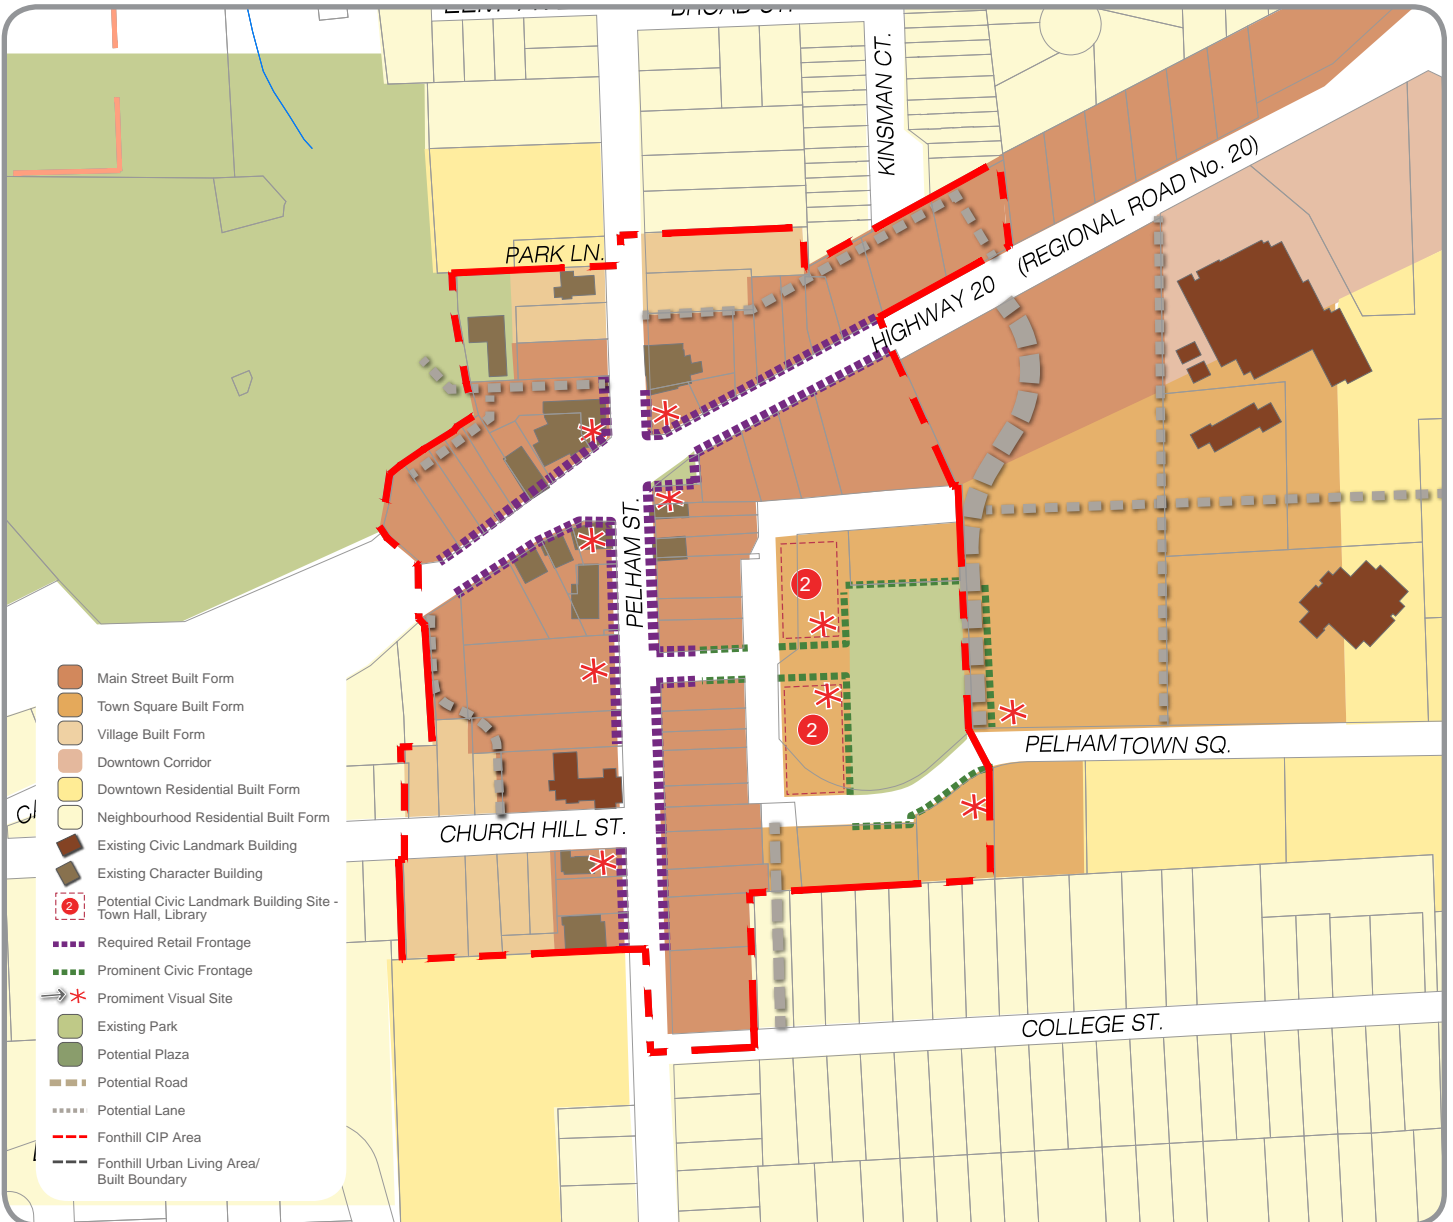 BROAD ST.
KINSMAN CT.
HIGHWAY 20 (REGIONAL ROAD No. 20)
PARK LN.
PELHAM ST.
2
2
PELHAM TOWN SQ.
CHURCH HILL ST.
COLLEGE ST.
Main Street Built Form
Town Square Built Form
Village Built Form
Downtown Corridor
Downtown Residential Built Form
Neighbourhood Residential Built Form
Existing Civic Landmark Building
Existing Character Building
2
Potential Civic Landmark Building Site -
Town Hall, Library
Required Retail Frontage
Prominent Civic Frontage
Promiment Visual Site
Existing Park
Potential Plaza
Potential Road
Potential Lane
Fonthill CIP Area
Fonthill Urban Living Area/
Built Boundary